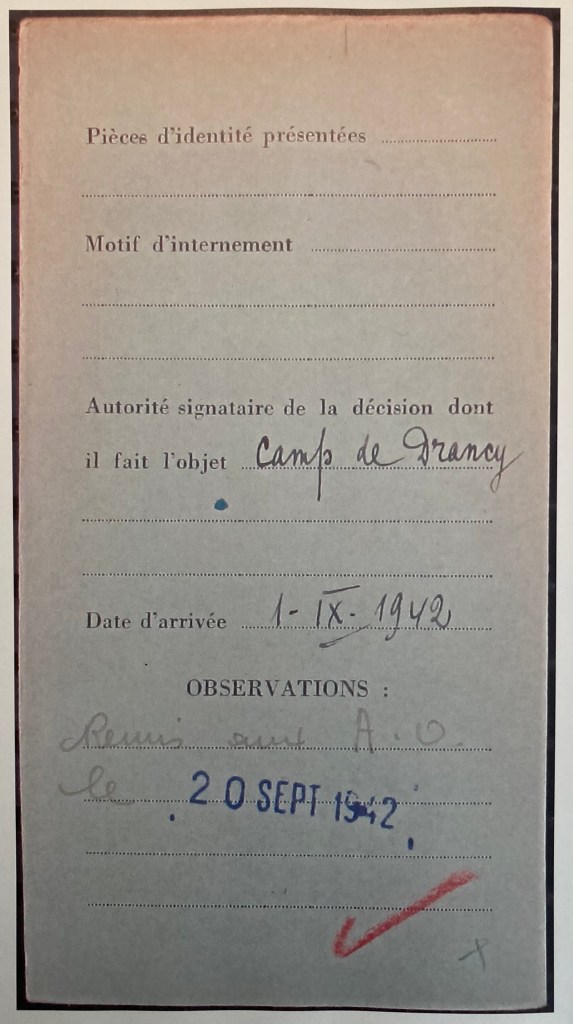 Pièces d'identité présentées
Motif d'internement
Autorité signataire de la décision dont
il fait l'objet Camp de Drancy
Date d'arrivée 1-IX-1942
OBSERVATIONS :
Remis aux A.O.
le 20 SEPT 1942